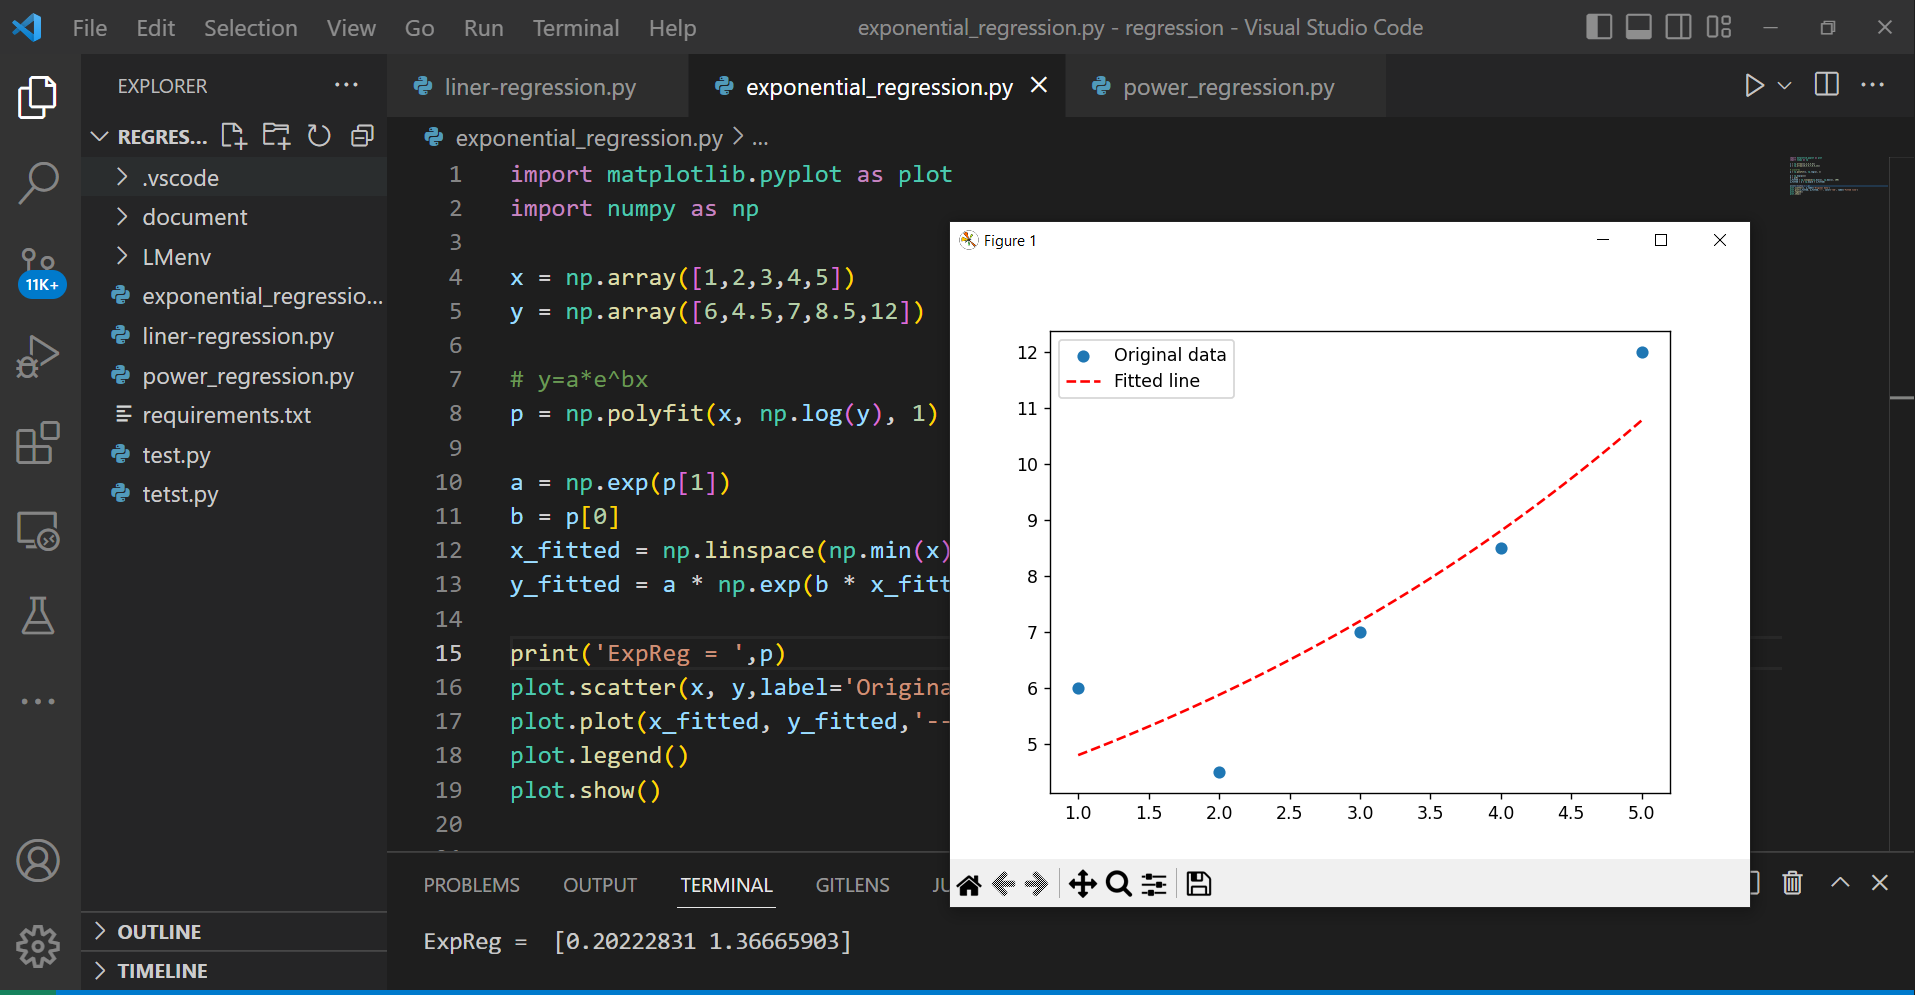 File Edit Selection View Go Run Terminal Help exponential_regression.py - regression - Visual Studio Code
EXPLORER
REGRES...
.vscode
document
LMenv
exponential_regressio...
liner-regression.py
power_regression.py
requirements.txt
test.py
tetst.py
OUTLINE
TIMELINE
11K+
liner-regression.py exponential_regression.py power_regression.py
exponential_regression.py > ...
1 import matplotlib.pyplot as plot
2 import numpy as np
3
4 x = np.array([1,2,3,4,5])
5 y = np.array([6,4.5,7,8.5,12])
6
7 # y=a*e^bx
8 p = np.polyfit(x, np.log(y), 1)
9
10 a = np.exp(p[1])
11 b = p[0]
12 x_fitted = np.linspace(np.min(x)
13 y_fitted = a * np.exp(b * x_fitt
14
15 print('ExpReg = ',p)
16 plot.scatter(x, y,label='Origina
17 plot.plot(x_fitted, y_fitted,'--
18 plot.legend()
19 plot.show()
20
Figure 1
Original data
Fitted line
12
11
10
9
8
7
6
5
1.0 1.5 2.0 2.5 3.0 3.5 4.0 4.5 5.0
PROBLEMS OUTPUT TERMINAL GITLENS JU
ExpReg =  [0.20222831 1.36665903]